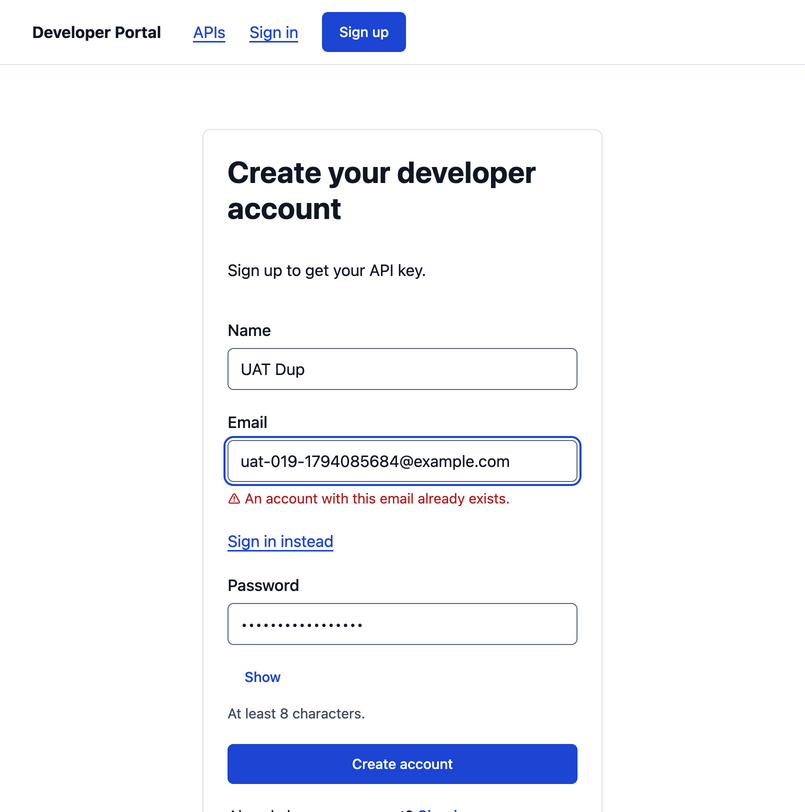 Developer Portal APIs Sign in Sign up
Create your developer
account
Sign up to get your API key.
Name
UAT Dup
Email
uat-019-1794085684@example.com
An account with this email already exists.
Sign in instead
Password
•••••••••••••••••
Show
At least 8 characters.
Create account